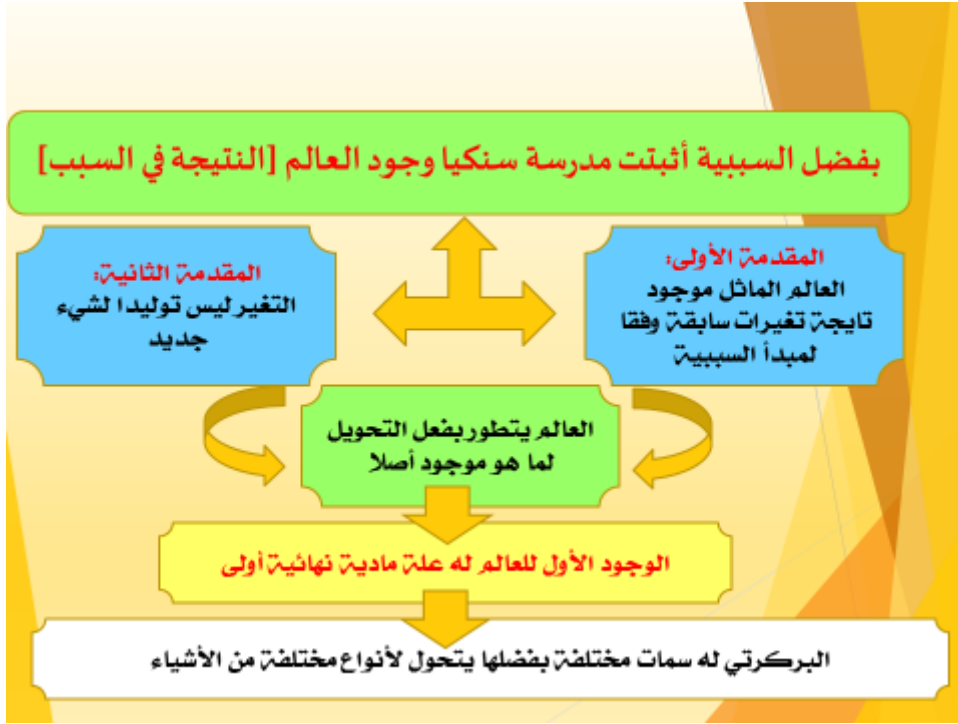 بفضل السببية أثبتت مدرسة سنكيا وجود العالم [النتيجة في السبب]
المقدمة الأولى:
العالم الماثل موجود
تايجة تغيرات سابقة وفقا
لمبدأ السببية
المقدمة الثانية:
التغير ليس توليدا لشيء
جديد
العالم يتطور بفعل التحويل
لما هو موجود أصلا
الوجود الأول للعالم له علة مادية نهائية أولى
البركرتي له سمات مختلفة بفضلها يتحول لأنواع مختلفة من الأشياء